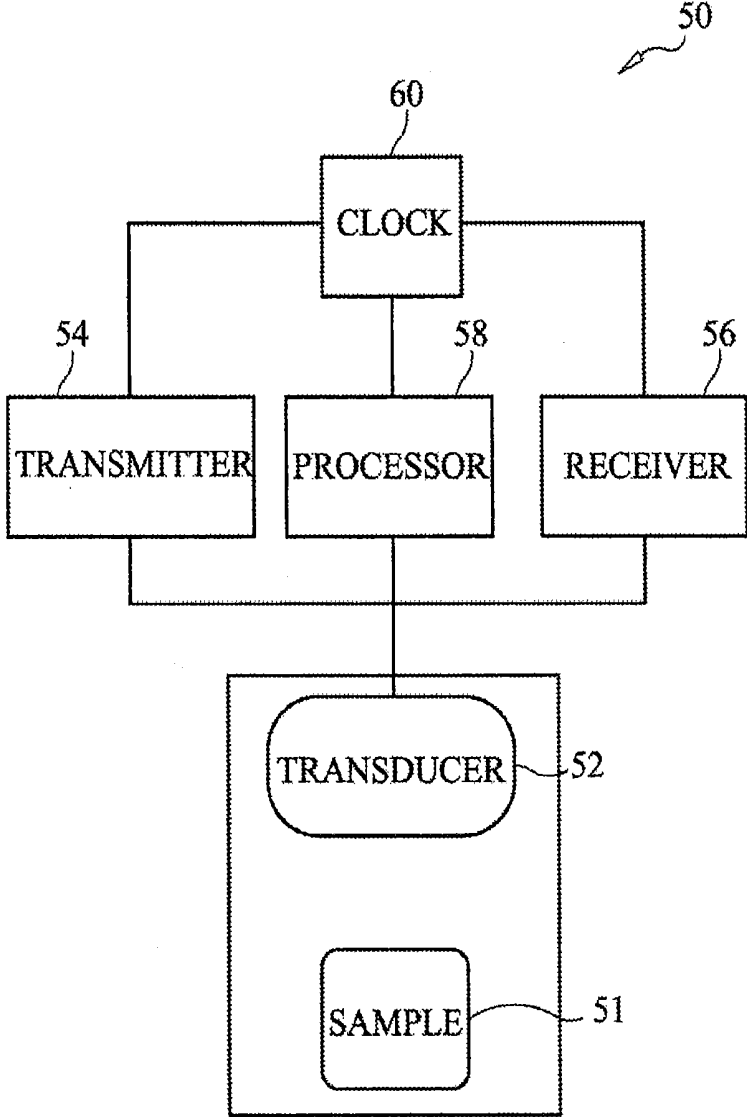 50
60
CLOCK
54
58
56
TRANSMITTER
PROCESSOR
RECEIVER
TRANSDUCER
52
SAMPLE
51